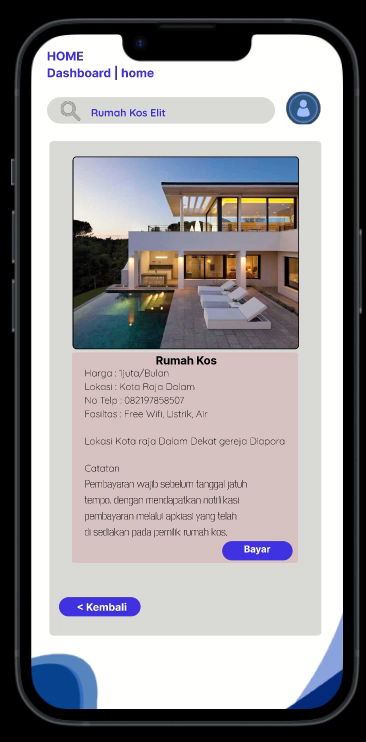 HOME
Dashboard | home
Rumah Kos Elit
Rumah Kos
Harga : 1juta/Bulan
Lokasi : Kota Raja Dalam
No Telp : 082197858507
Fasiltas : Free Wifi, Listrik, Air
Lokasi Kota raja Dalam Dekat gereja Diapora
Catatan
Pembayaran wajib sebelum tanggal jatuh
tempo. dengan mendapatkan notifikasi
pembayaran melalui apkiasi yang telah
di sediakan pada pemilik rumah kos.
Bayar
< Kembali